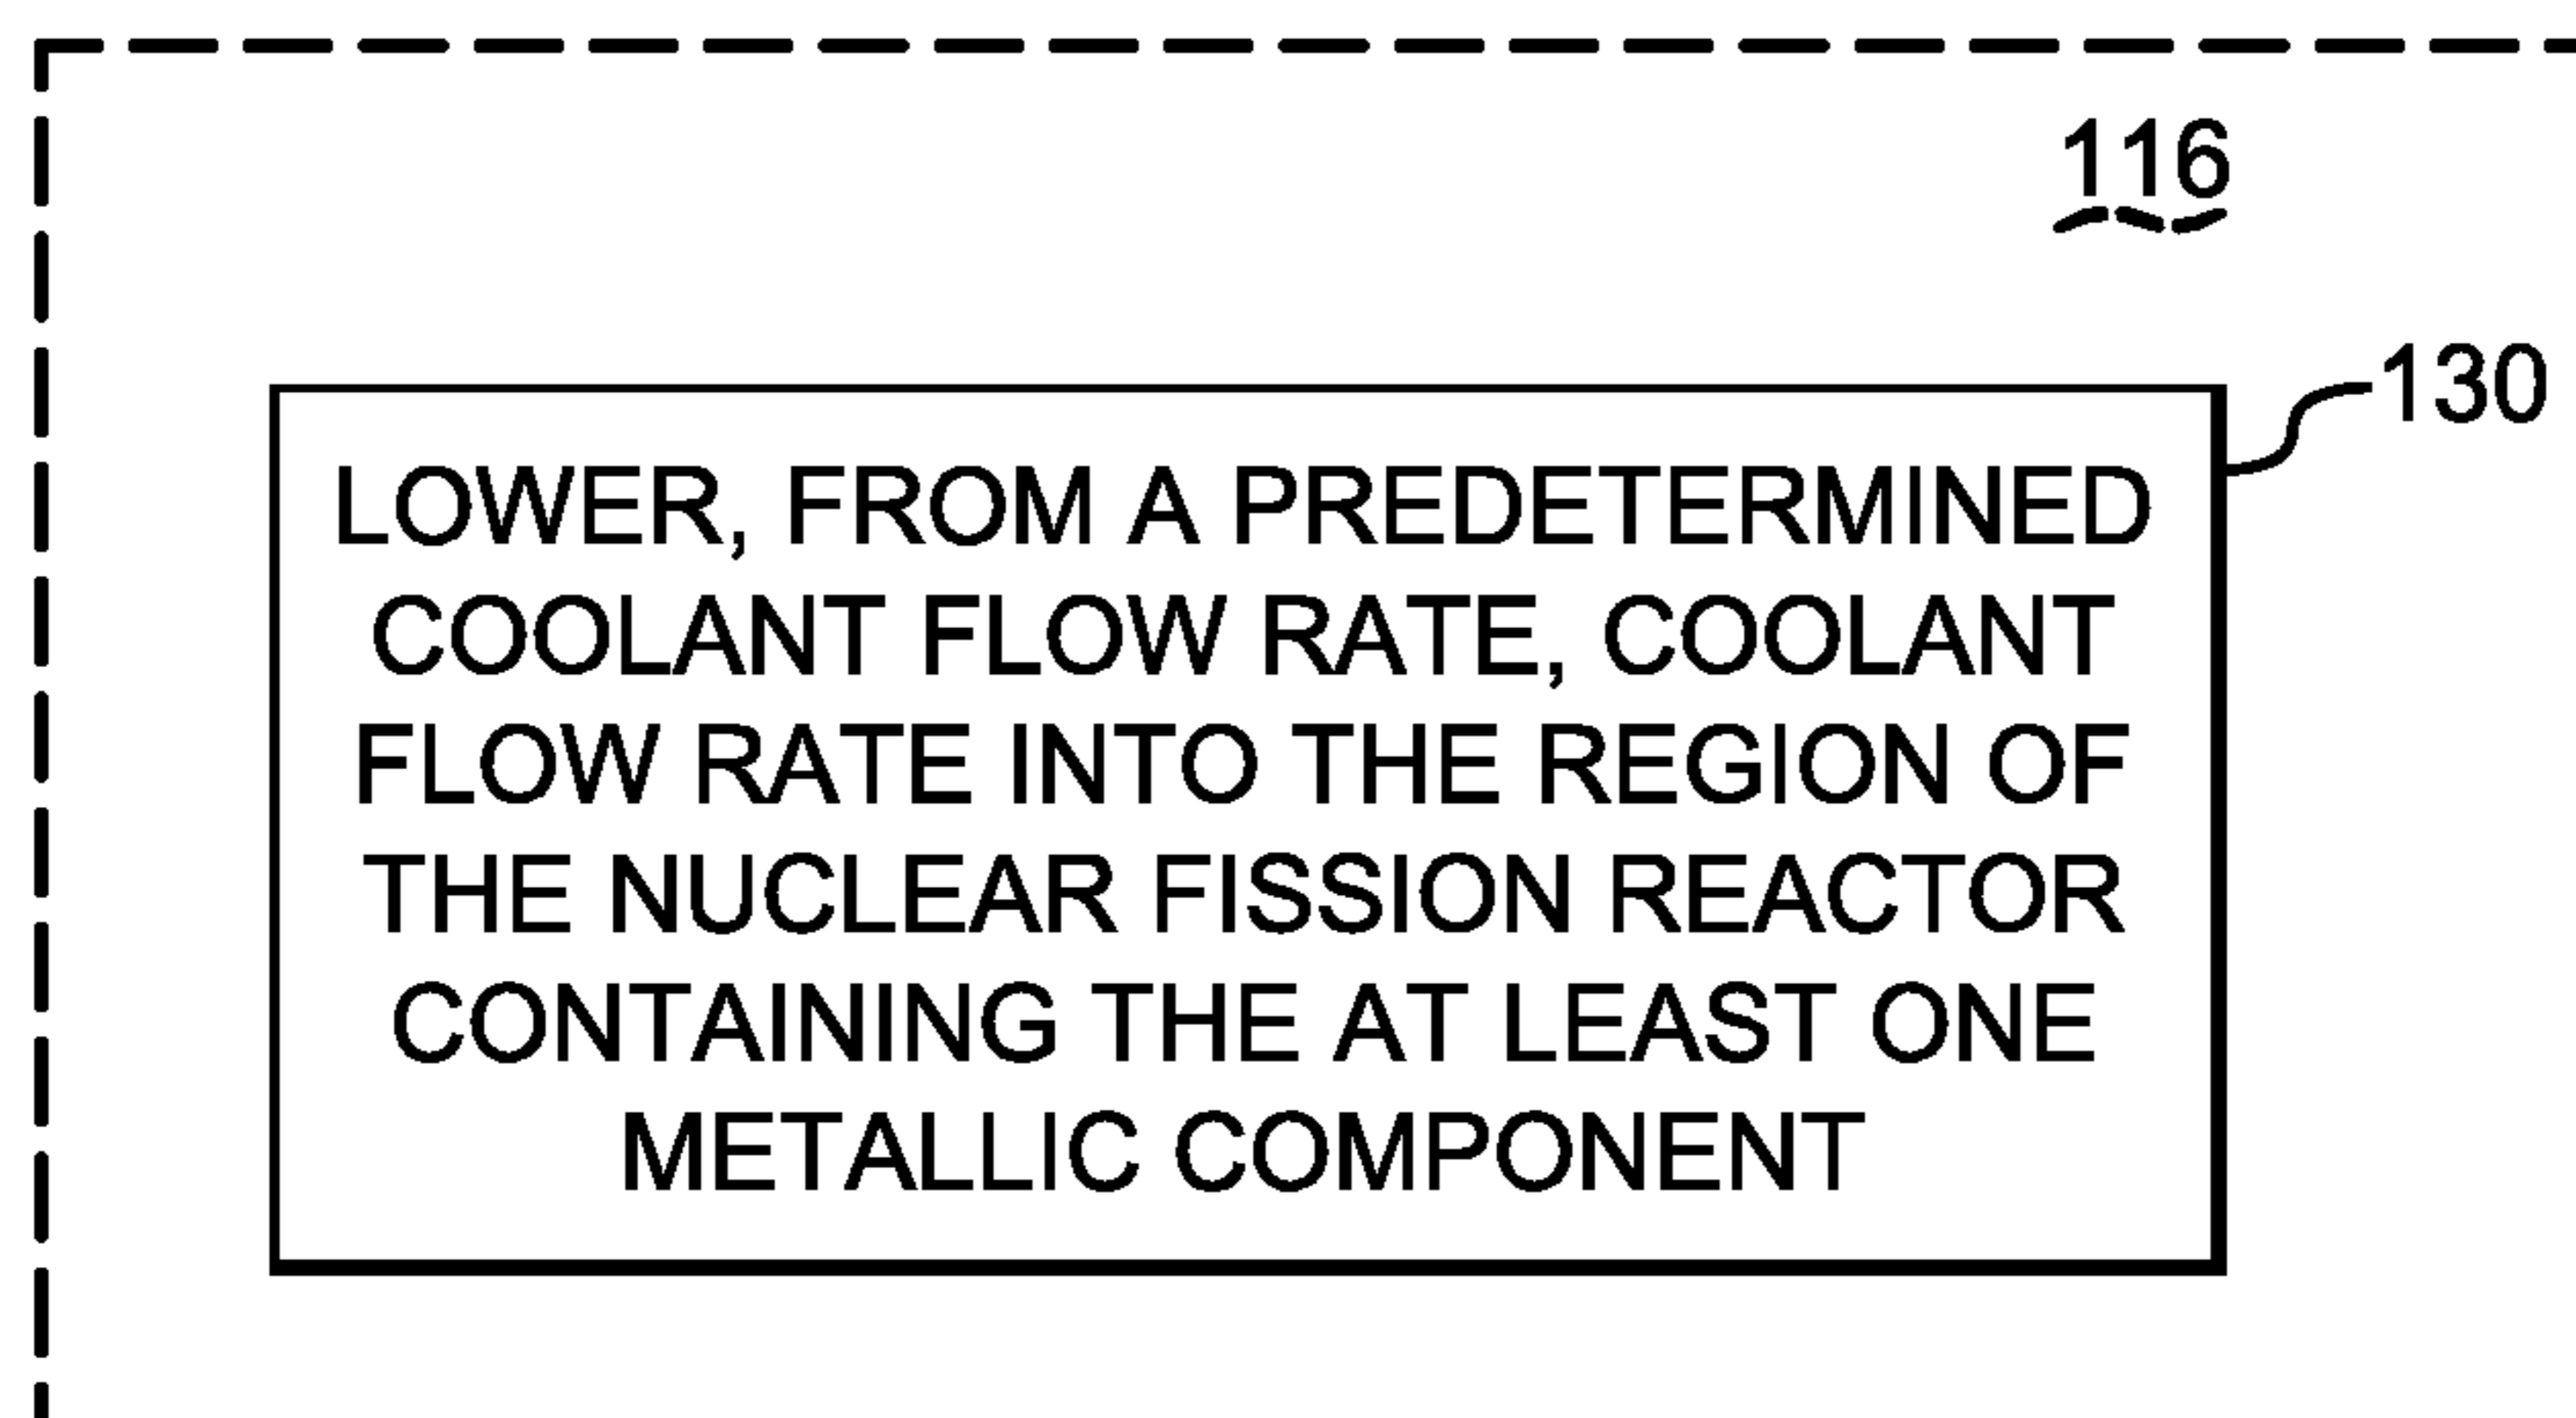 116
130
LOWER, FROM A PREDETERMINED
COOLANT FLOW RATE, COOLANT
FLOW RATE INTO THE REGION OF
THE NUCLEAR FISSION REACTOR
CONTAINING THE AT LEAST ONE
METALLIC COMPONENT